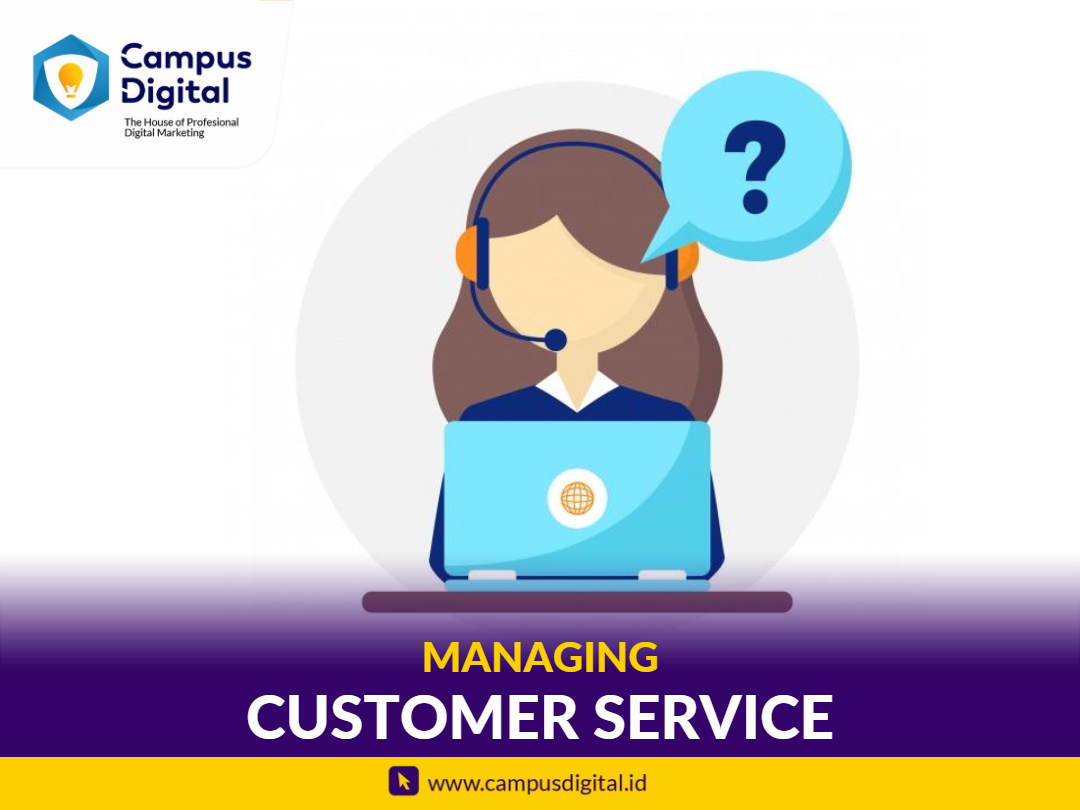 Campus
Digital
The House of Profesional
Digital Marketing
?
MANAGING
CUSTOMER SERVICE
www.campusdigital.id